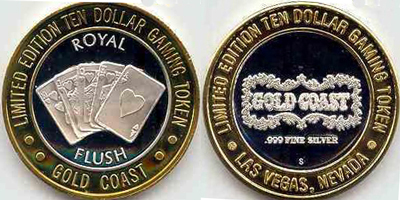 LIMITED EDITION TEN DOLLAR GAMING TOKEN
ROYAL
FLUSH
GOLD COAST
LIMITED EDITION TEN DOLLAR GAMING TOKEN
GOLD COAST
.999 FINE SILVER
S
LAS VEGAS, NEVADA